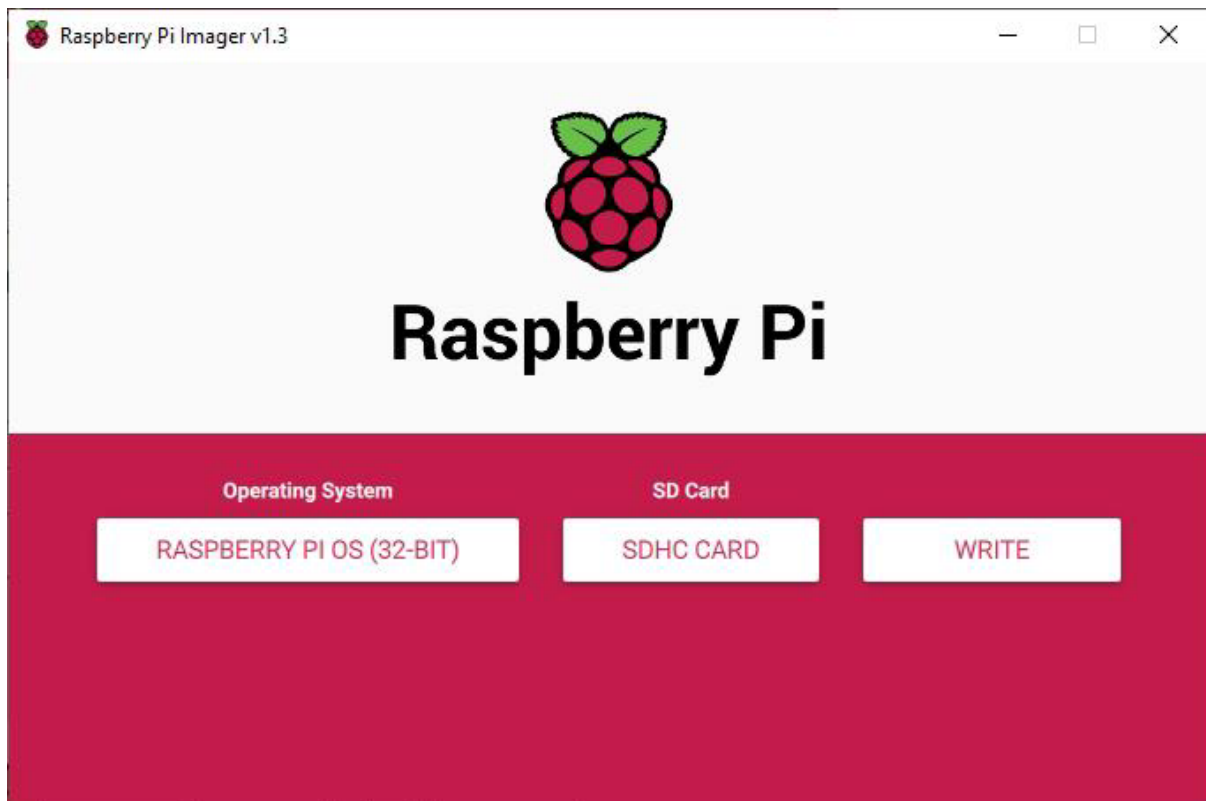 Raspberry Pi Imager v1.3
Raspberry Pi
Operating System
SD Card
RASPBERRY PI OS (32-BIT)
SDHC CARD
WRITE